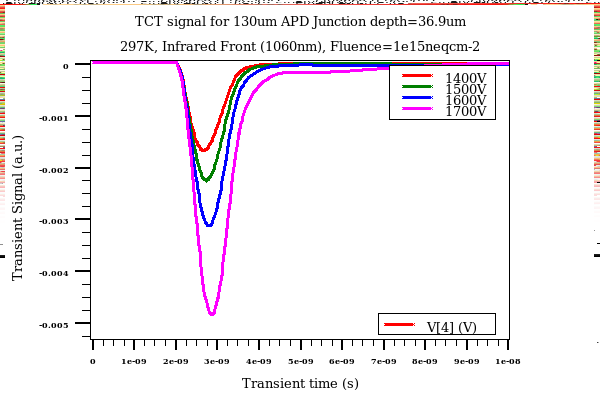 TCT signal for 130um APD Junction depth=36.9um
297K, Infrared Front (1060nm), Fluence=1e15neqcm-2
1400V
1500V
1600V
1700V
0
-0.001
-0.002
-0.003
-0.004
-0.005
Transient Signal (a.u.)
V[4] (V)
0 1e-09 2e-09 3e-09 4e-09 5e-09 6e-09 7e-09 8e-09 9e-09 1e-08
Transient time (s)